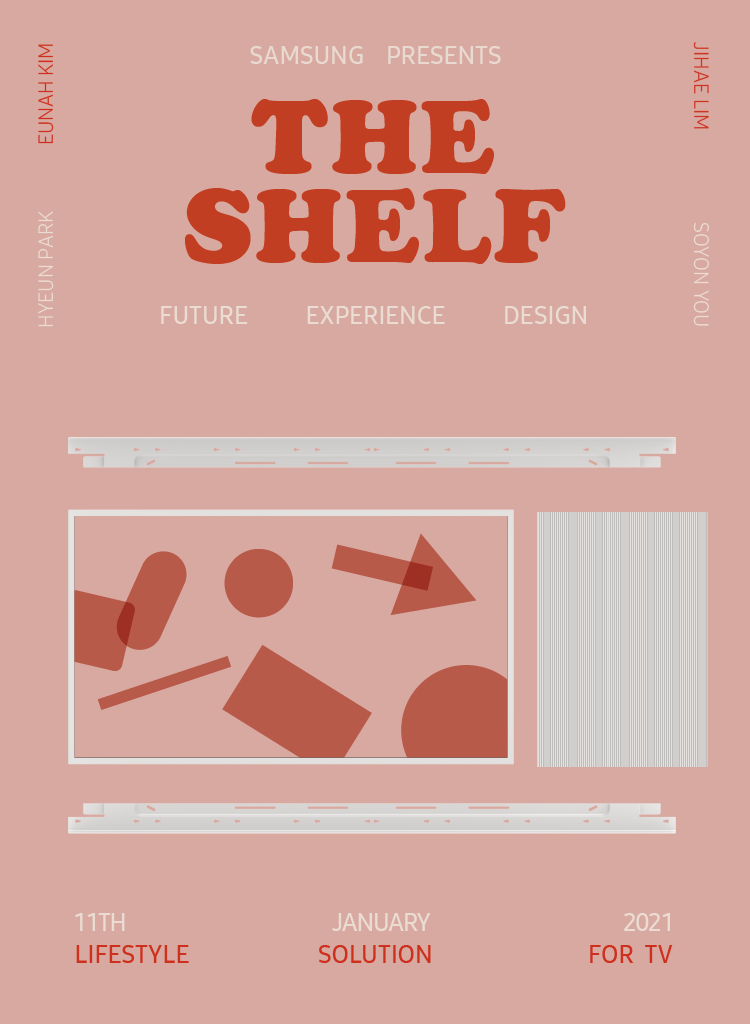 SAMSUNG PRESENTS
EUNAH KIM
JIHAE LIM
THE
SHELF
HYEUN PARK
SOYON YOU
FUTURE EXPERIENCE DESIGN
11TH JANUARY 2021
LIFESTYLE SOLUTION FOR TV